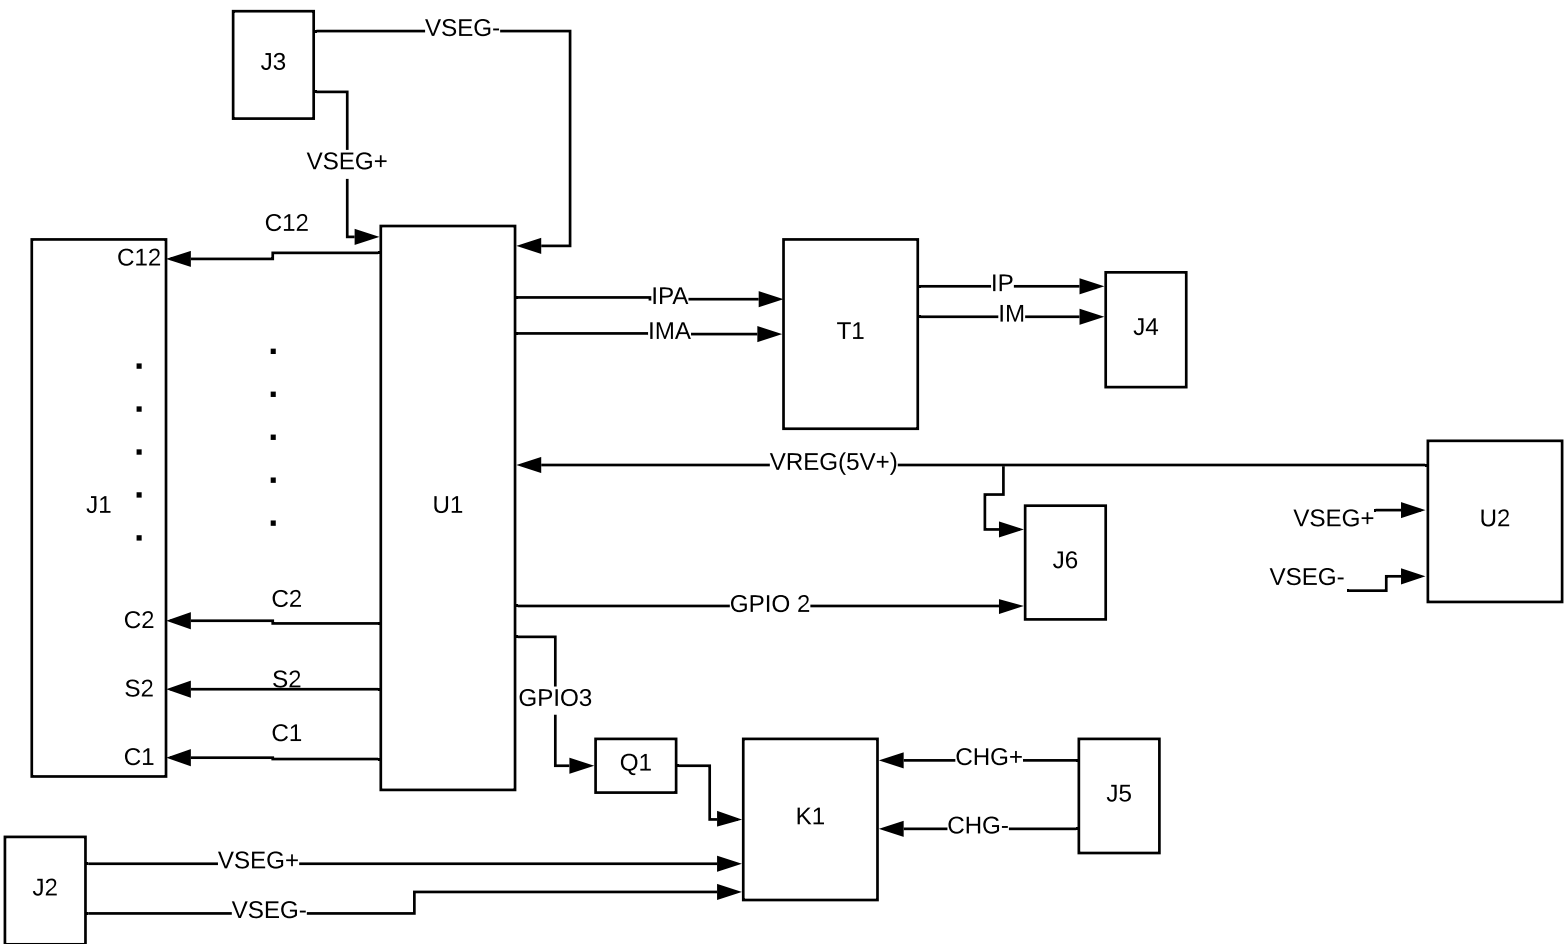 J3
VSEG-
VSEG+
C12
C12
IPA
IMA
T1
IP
IM
J4
J1
U1
VREG(5V+)
VSEG+
VSEG-
U2
J6
C2
C2
GPIO 2
S2
S2
GPIO3
C1
C1
Q1
K1
CHG+
CHG-
J5
J2
VSEG+
VSEG-